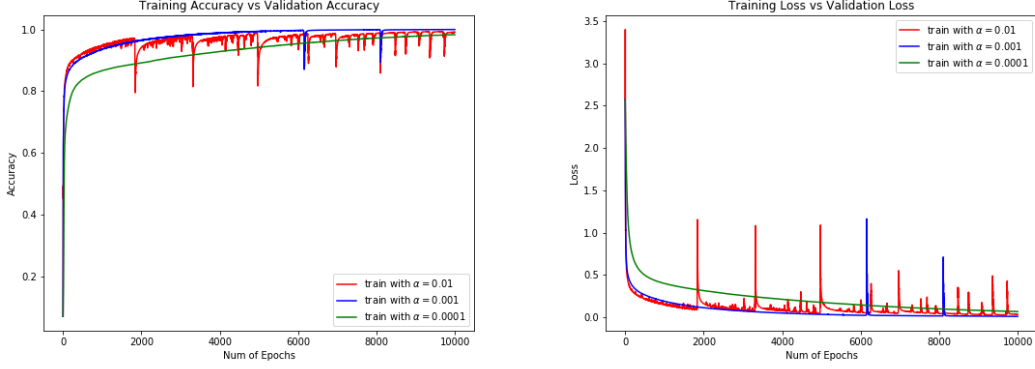 Training Accuracy vs Validation Accuracy
1.0
0.8
0.6
0.4
0.2
Accuracy
train with α = 0.01
train with α = 0.001
train with α = 0.0001
0
2000
4000
6000
8000
10000
Num of Epochs
Training Loss vs Validation Loss
3.5
3.0
2.5
2.0
1.5
1.0
0.5
0.0
Loss
train with α = 0.01
train with α = 0.001
train with α = 0.0001
0
2000
4000
6000
8000
10000
Num of Epochs